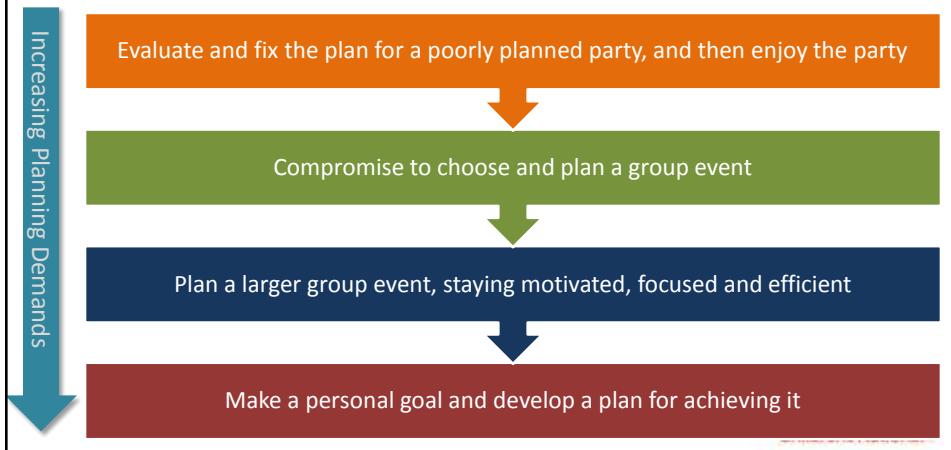 Increasing Planning Demands
Evaluate and fix the plan for a poorly planned party, and then enjoy the party
Compromise to choose and plan a group event
Plan a larger group event, staying motivated, focused and efficient
Make a personal goal and develop a plan for achieving it